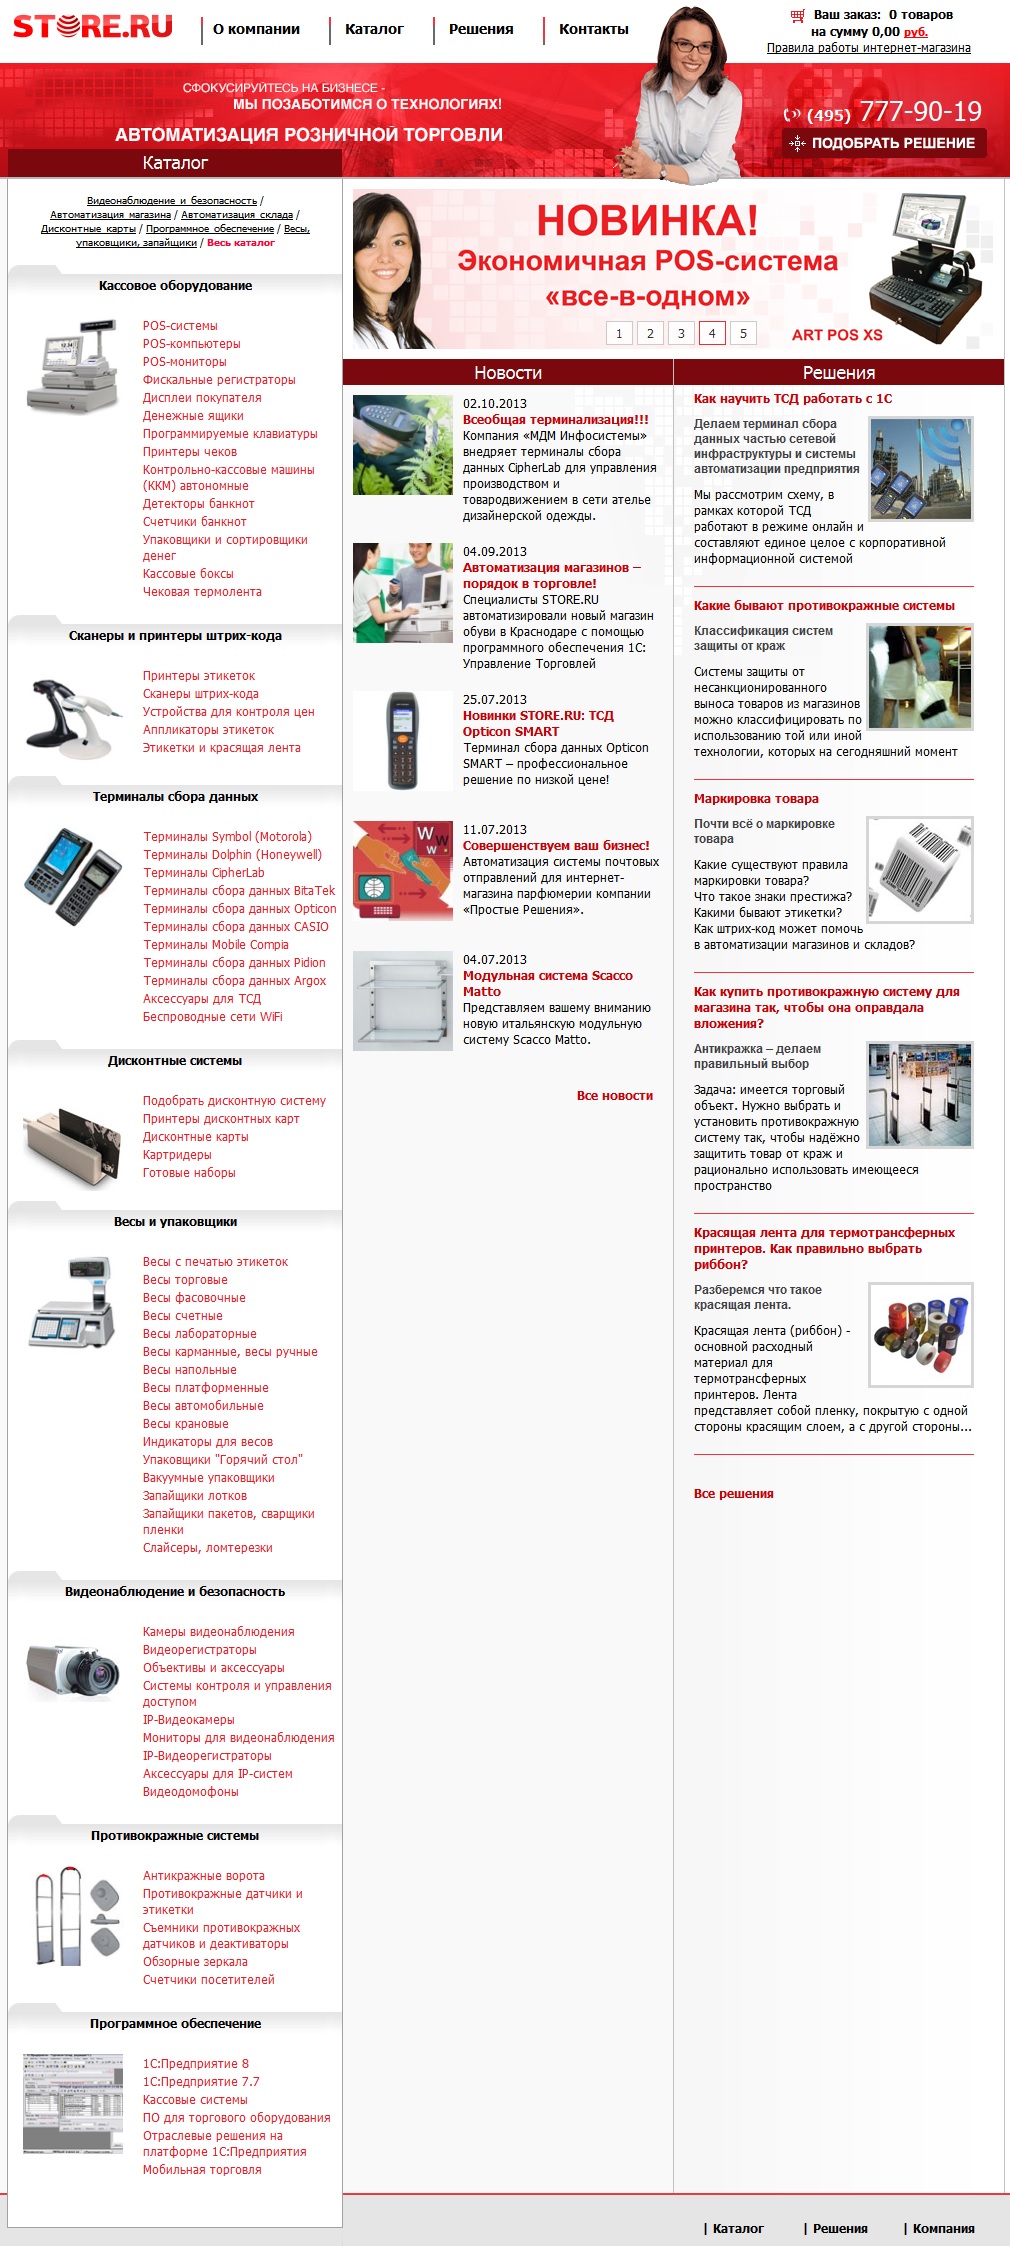 STORE.RU
О компании
Каталог
Решения
Контакты
Ваш заказ: 0 товаров
на сумму 0,00 руб.
Правила работы интернет-магазина
СФОКУСИРУЙТЕСЬ НА БИЗНЕСЕ -
МЫ ПОЗАБОТИМСЯ О ТЕХНОЛОГИЯХ!
АВТОМАТИЗАЦИЯ РОЗНИЧНОЙ ТОРГОВЛИ
(495) 777-90-19
ПОДОБРАТЬ РЕШЕНИЕ
Каталог
Видеонаблюдение и безопасность /
Автоматизация магазина / Автоматизация склада /
Дисконтные карты / Программное обеспечение / Весы,
упаковщики, запайщики / Весь каталог
Кассовое оборудование
POS-системы
POS-компьютеры
POS-мониторы
Фискальные регистраторы
Дисплеи покупателя
Денежные ящики
Программируемые клавиатуры
Принтеры чеков
Контрольно-кассовые машины
(ККМ) автономные
Детекторы банкнот
Счетчики банкнот
Упаковщики и сортировщики
денег
Кассовые боксы
Чековая термолента
Сканеры и принтеры штрих-кода
Принтеры этикеток
Сканеры штрих-кода
Устройства для контроля цен
Аппликаторы этикеток
Этикетки и красящая лента
Терминалы сбора данных
Терминалы Symbol (Motorola)
Терминалы Dolphin (Honeywell)
Терминалы CipherLab
Терминалы сбора данных BitaTek
Терминалы сбора данных Opticon
Терминалы сбора данных CASIO
Терминалы Mobile Compia
Терминалы сбора данных Pidion
Терминалы сбора данных Argox
Аксессуары для ТСД
Беспроводные сети WiFi
Дисконтные системы
Подобрать дисконтную систему
Принтеры дисконтных карт
Дисконтные карты
Картридеры
Готовые наборы
Весы и упаковщики
Весы с печатью этикеток
Весы торговые
Весы фасовочные
Весы счетные
Весы лабораторные
Весы карманные, весы ручные
Весы напольные
Весы платформенные
Весы автомобильные
Весы крановые
Индикаторы для весов
Упаковщики "Горячий стол"
Вакуумные упаковщики
Запайщики лотков
Запайщики пакетов, сварщики
пленки
Слайсеры, ломтерезки
Видеонаблюдение и безопасность
Камеры видеонаблюдения
Видеорегистраторы
Объективы и аксессуары
Системы контроля и управления
доступом
IP-Видеокамеры
Мониторы для видеонаблюдения
IP-Видеорегистраторы
Аксессуары для IP-систем
Видеодомофоны
Противокражные системы
Антикражные ворота
Противокражные датчики и
этикетки
Съемники противокражных
датчиков и деактиваторы
Обзорные зеркала
Счетчики посетителей
Программное обеспечение
1С:Предприятие 8
1С:Предприятие 7.7
Кассовые системы
ПО для торгового оборудования
Отраслевые решения на
платформе 1С:Предприятия
Мобильная торговля
НОВИНКА!
Экономичная POS-система
«все-в-одном»
1 2 3 4 5
ART POS XS
Новости
02.10.2013
Всеобщая терминализация!!!
Компания «МДМ Инфосистемы»
внедряет терминалы сбора
данных CipherLab для управления
производством и
товародвижением в сети ателье
дизайнерской одежды.
04.09.2013
Автоматизация магазинов –
порядок в торговле!
Специалисты STORE.RU
автоматизировали новый магазин
обуви в Краснодаре с помощью
программного обеспечения 1С:
Управление Торговлей
25.07.2013
Новинки STORE.RU: ТСД
Opticon SMART
Терминал сбора данных Opticon
SMART – профессиональное
решение по низкой цене!
11.07.2013
Совершенствуем ваш бизнес!
Автоматизация системы почтовых
отправлений для интернет-
магазина парфюмерии компании
«Простые Решения».
W W W
04.07.2013
Модульная система Scacco
Matto
Представляем вашему вниманию
новую итальянскую модульную
систему Scacco Matto.
Все новости
Решения
Как научить ТСД работать с 1С
Делаем терминал сбора
данных частью сетевой
инфраструктуры и системы
автоматизации предприятия
Мы рассмотрим схему, в
рамках которой ТСД
работают в режиме онлайн и
составляют единое целое с корпоративной
информационной системой
Какие бывают противокражные системы
Классификация систем
защиты от краж
Системы защиты от
несанкционированного
выноса товаров из магазинов
можно классифицировать по
использованию той или иной
технологии, которых на сегодняшний момент
Маркировка товара
Почти всё о маркировке
товара
Какие существуют правила
маркировки товара?
Что такое знаки престижа?
Какими бывают этикетки?
Как штрих-код может помочь
в автоматизации магазинов и складов?
Как купить противокражную систему для
магазина так, чтобы она оправдала
вложения?
Антикражка – делаем
правильный выбор
Задача: имеется торговый
объект. Нужно выбрать и
установить противокражную
систему так, чтобы надёжно
защитить товар от краж и
рационально использовать имеющееся
пространство
Красящая лента для термотрансферных
принтеров. Как правильно выбрать
риббон?
Разберемся что такое
красящая лента.
Красящая лента (риббон) -
основной расходный
материал для
термотрансферных
принтеров. Лента
представляет собой пленку, покрытую с одной
стороны красящим слоем, а с другой стороны...
Все решения
| Каталог | Решения | Компания